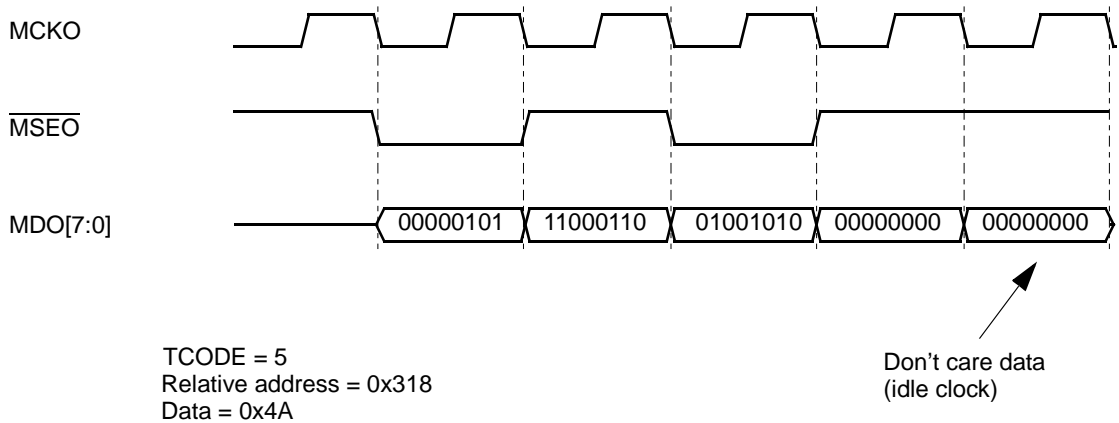 MCKO
MSEO
MDO[7:0] 00000101 11000110 01001010 00000000 00000000
TCODE = 5
Relative address = 0x318
Data = 0x4A
Don't care data
(idle clock)